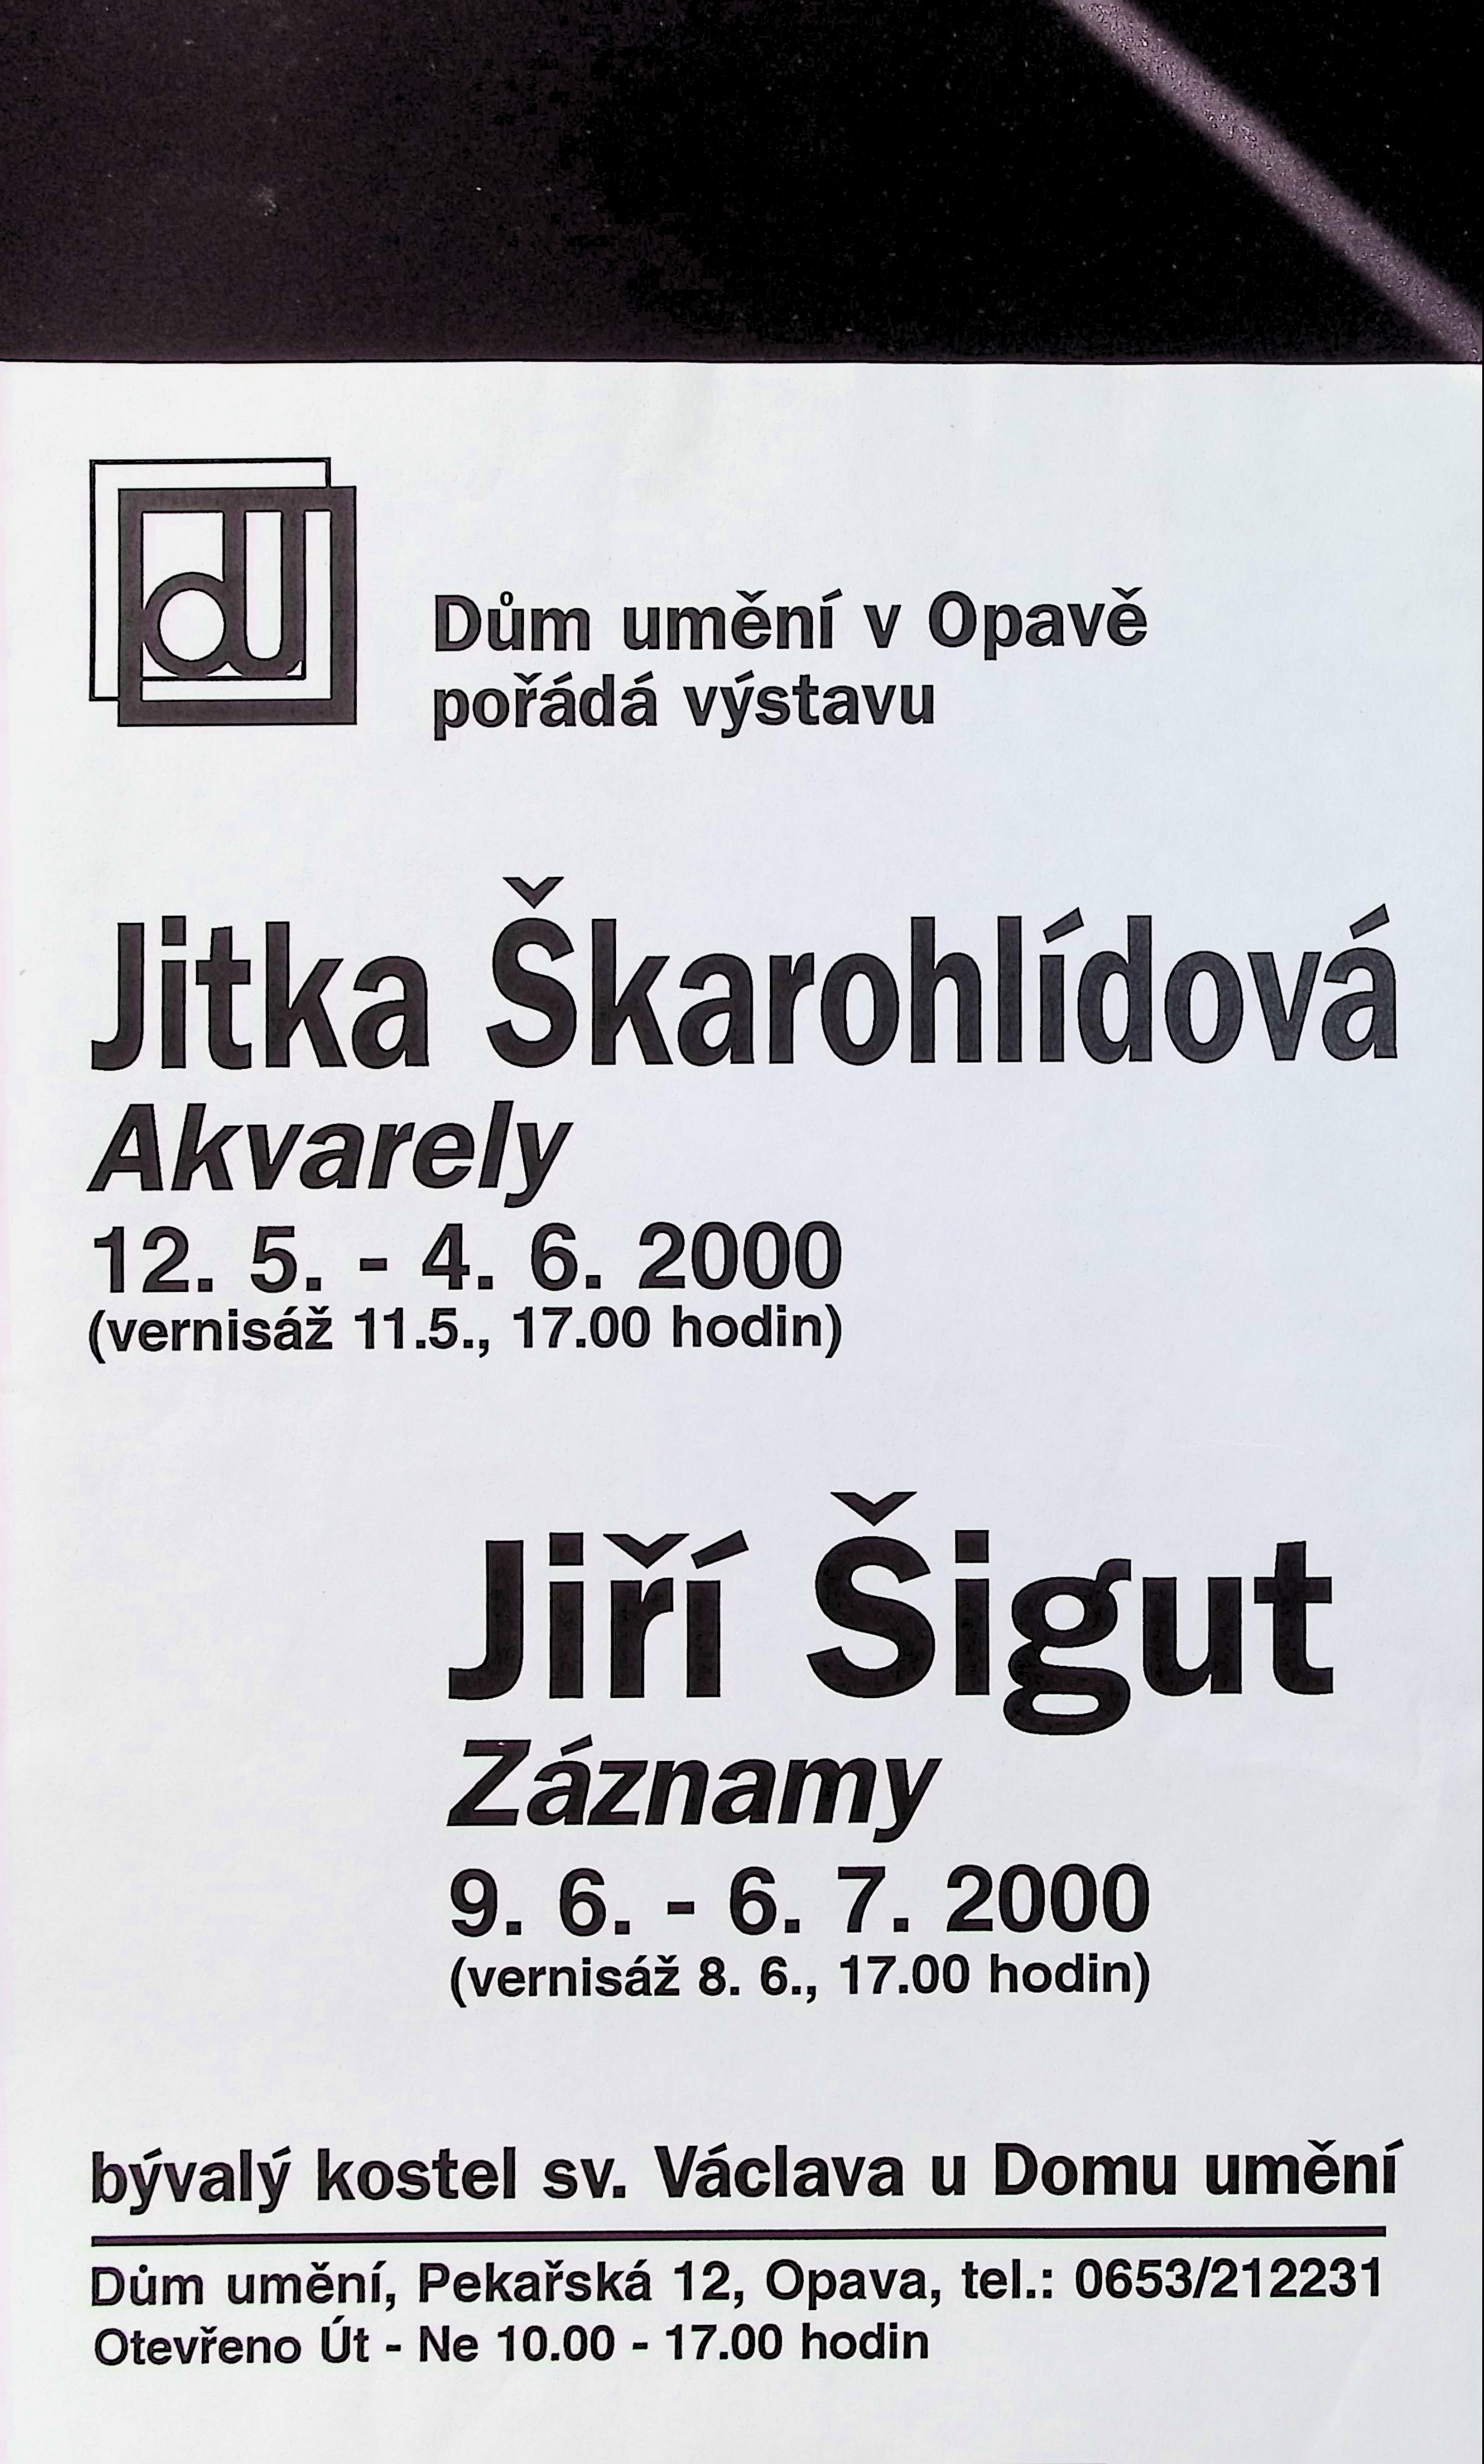 du
Dům umění v Opavě
pořádá výstavu
Jitka Škarohlídová
Akvarely
12. 5. - 4. 6. 2000
(vernisáž 11.5., 17.00 hodin)
Jiří Šigut
Záznamy
9. 6. - 6. 7. 2000
(vernisáž 8. 6., 17.00 hodin)
bývalý kostel sv. Václava u Domu umění
Dům umění, Pekařská 12, Opava, tel.: 0653/212231
Otevřeno Út - Ne 10.00 - 17.00 hodin